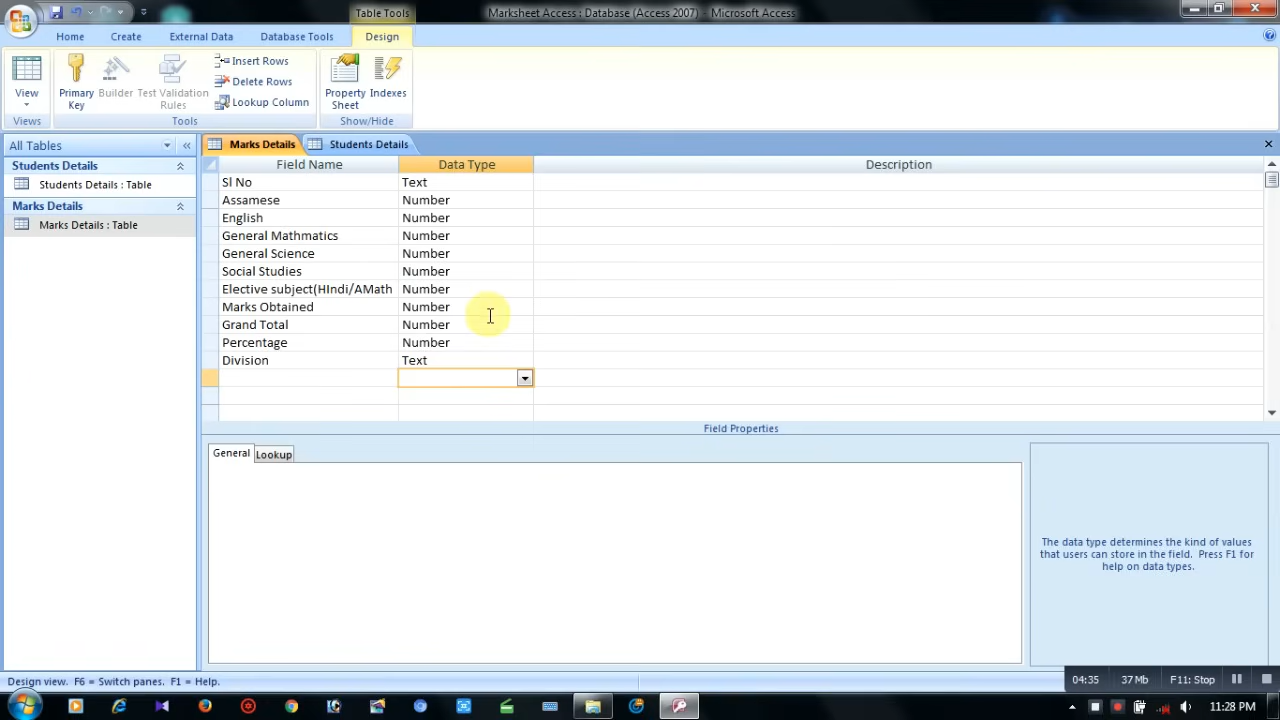 Table Tools
Marksheet Access : Database (Access 2007) - Microsoft Access
Home
Create
External Data
Database Tools
Design
View
Views
Primary Key
Builder
Test Validation Rules
Insert Rows
Delete Rows
Lookup Column
Tools
Property Sheet
Indexes
Show/Hide
All Tables
Students Details
Students Details : Table
Marks Details
Marks Details : Table
Marks Details
Students Details
Field Name Data Type Description
Sl No Text
Assamese Number
English Number
General Mathmatics Number
General Science Number
Social Studies Number
Elective subject(HIndi/AMath Number
Marks Obtained Number
Grand Total Number
Percentage Number
Division Text
Field Properties
General
Lookup
The data type determines the kind of values
that users can store in the field. Press F1 for
help on data types.
Design view. F6 = Switch panes. F1 = Help.
04:35
37 Mb
F11: Stop
11:28 PM